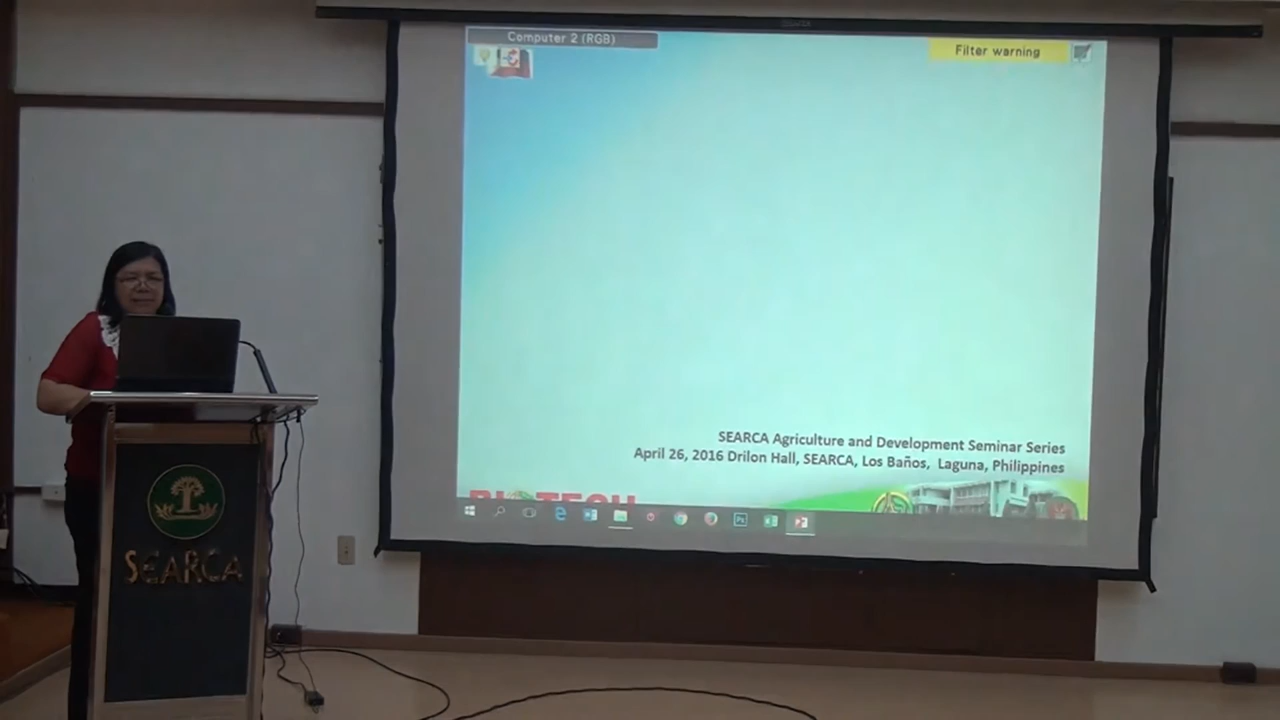 Computer 2 (RGB)
Filter warning
SEARCA Agriculture and Development Seminar Series
April 26, 2016 Drilon Hall, SEARCA, Los Baños, Laguna, Philippines
BIOTECH
SEARCA